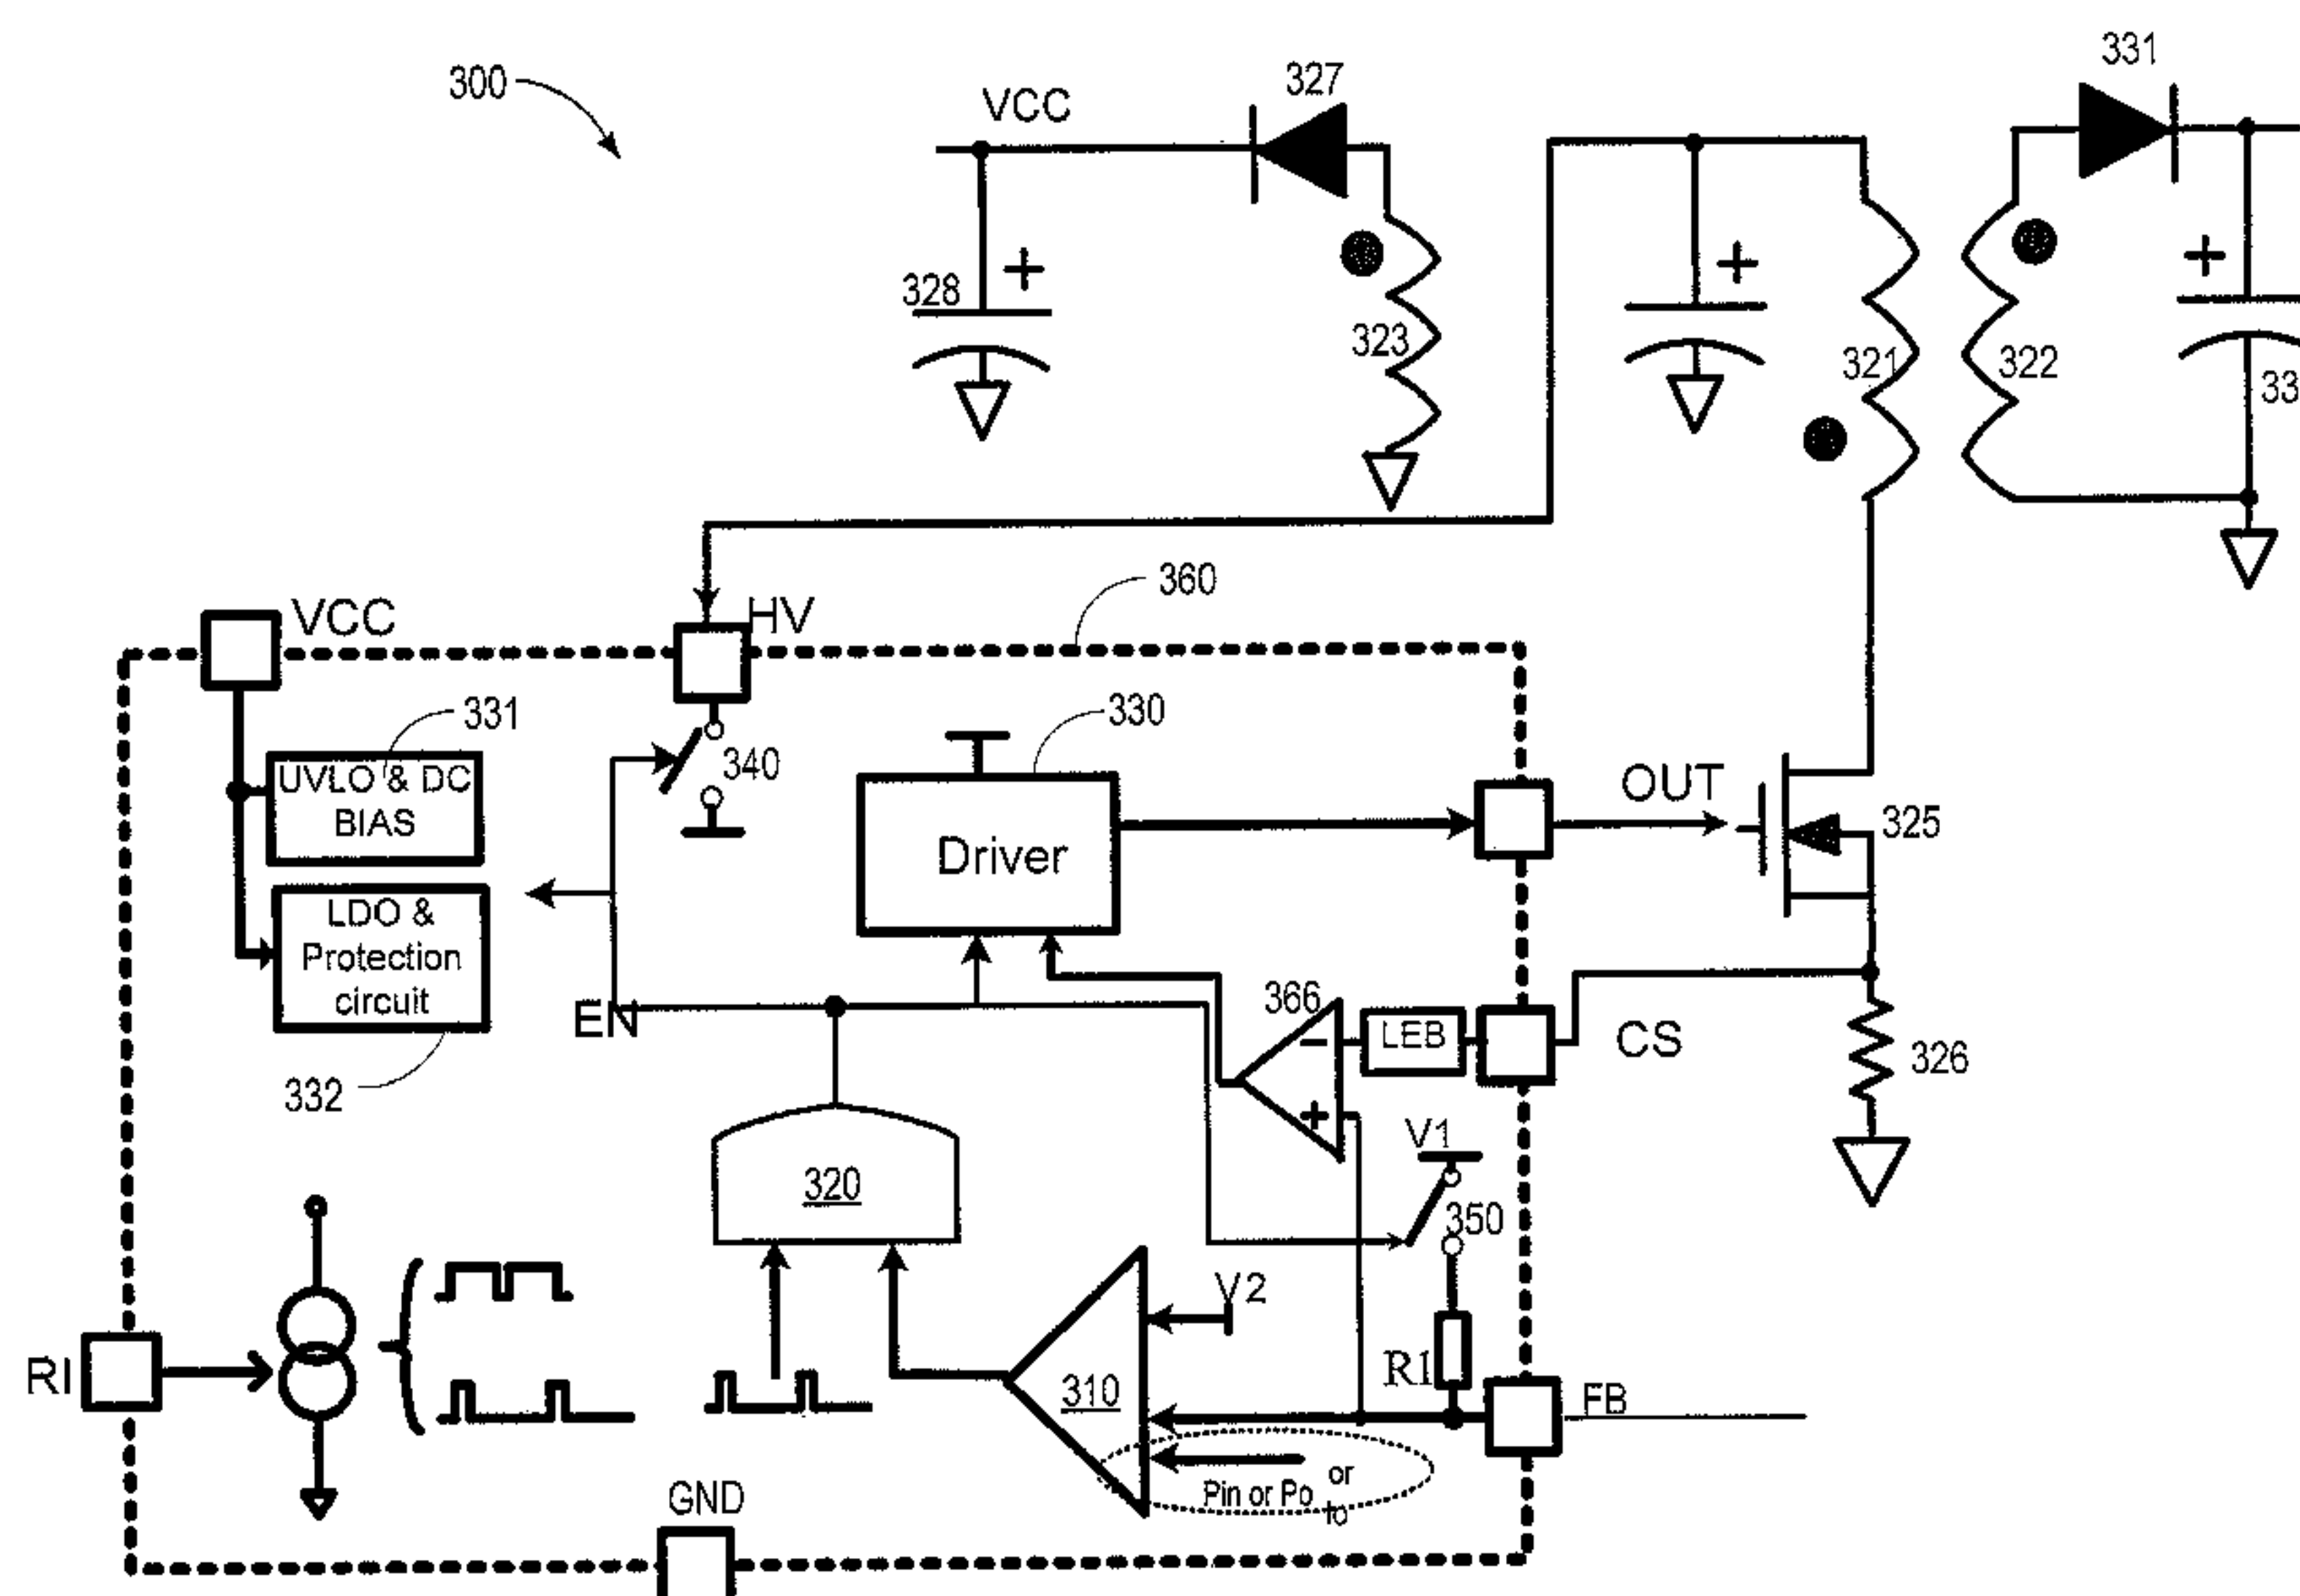 300
VCC
327
331
+
328
323
+
321
322
+
33
VCC
HV
360
331
UVLO & DC
BIAS
340
330
Driver
OUT
325
LDO &
Protection
circuit
332
EN
366
-
+
LEB
CS
326
V1
350
320
V2
R1
310
RI
FB
Pin or Po
or
Io
GND